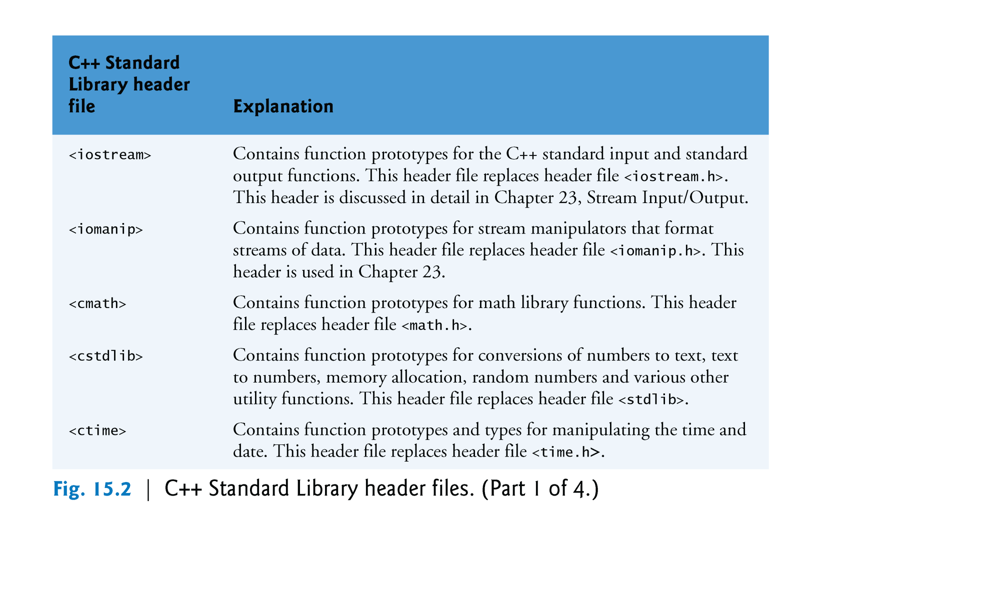 C++ Standard
Library header
file
Explanation
<iostream>
Contains function prototypes for the C++ standard input and standard
output functions. This header file replaces header file <iostream.h>.
This header is discussed in detail in Chapter 23, Stream Input/Output.
<iomanip>
Contains function prototypes for stream manipulators that format
streams of data. This header file replaces header file <iomanip.h>. This
header is used in Chapter 23.
<cmath>
Contains function prototypes for math library functions. This header
file replaces header file <math.h>.
<cstdlib>
Contains function prototypes for conversions of numbers to text, text
to numbers, memory allocation, random numbers and various other
utility functions. This header file replaces header file <stdlib>.
<ctime>
Contains function prototypes and types for manipulating the time and
date. This header file replaces header file <time.h>.
Fig. 15.2 | C++ Standard Library header files. (Part 1 of 4.)